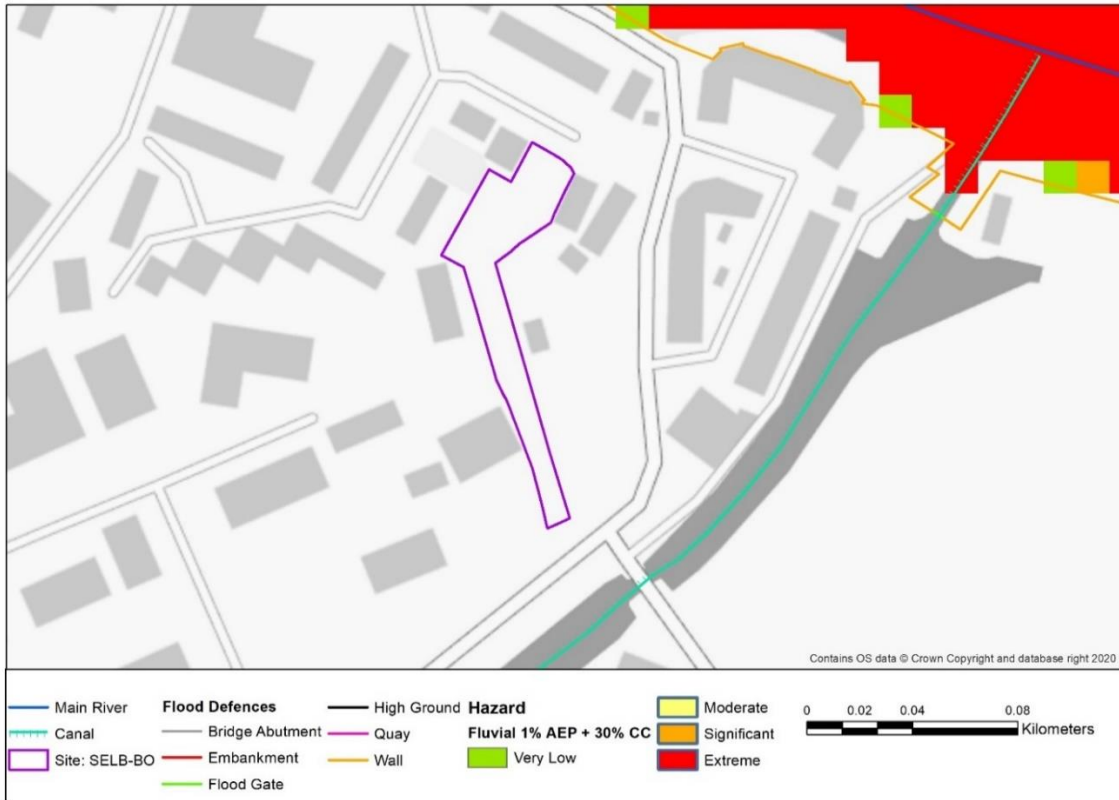 Contains OS data © Crown Copyright and database right 2020
Main River
Canal
Site: SELB-BO
Flood Defences
Bridge Abutment
Embankment
Flood Gate
High Ground
Quay
Wall
Hazard
Fluvial 1% AEP + 30% CC
Very Low
Moderate
Significant
Extreme
0 0.02 0.04 0.08
Kilometers